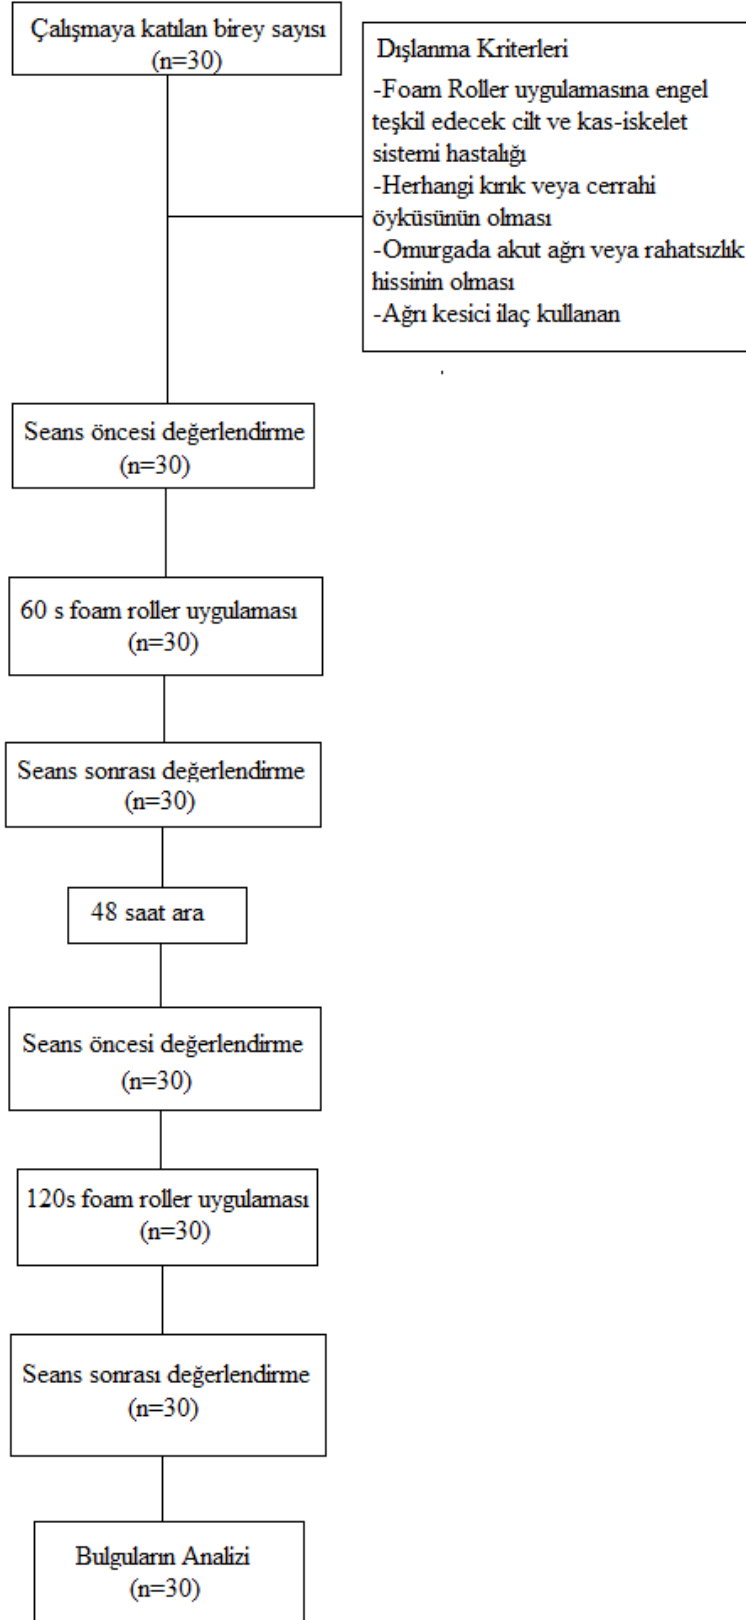 Çalışmaya katılan birey sayısı
(n=30)
Dışlanma Kriterleri
-Foam Roller uygulamasına engel
teşkil edecek cilt ve kas-iskelet
sistemi hastalığı
-Herhangi kırık veya cerrahi
öyküsünün olması
-Omurgada akut ağrı veya rahatsızlık
hissinin olması
-Ağrı kesici ilaç kullanan
Seans öncesi değerlendirme
(n=30)
60 s foam roller uygulaması
(n=30)
Seans sonrası değerlendirme
(n=30)
48 saat ara
Seans öncesi değerlendirme
(n=30)
120s foam roller uygulaması
(n=30)
Seans sonrası değerlendirme
(n=30)
Bulguların Analizi
(n=30)